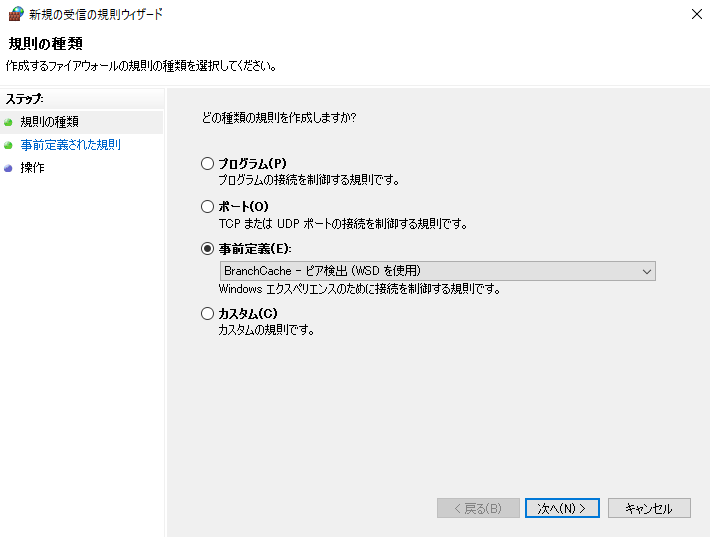 新規の受信の規則ウィザード
規則の種類
作成するファイアウォールの規則の種類を選択してください。
ステップ:
規則の種類
事前定義された規則
操作
どの種類の規則を作成しますか?
プログラム(P)
プログラムの接続を制御する規則です。
ポート(O)
TCP または UDP ポートの接続を制御する規則です。
事前定義(E):
BranchCache - ピア検出 (WSD を使用)
Windows エクスペリエンスのために接続を制御する規則です。
カスタム(C)
カスタムの規則です。
< 戻る(B)
次へ(N) >
キャンセル